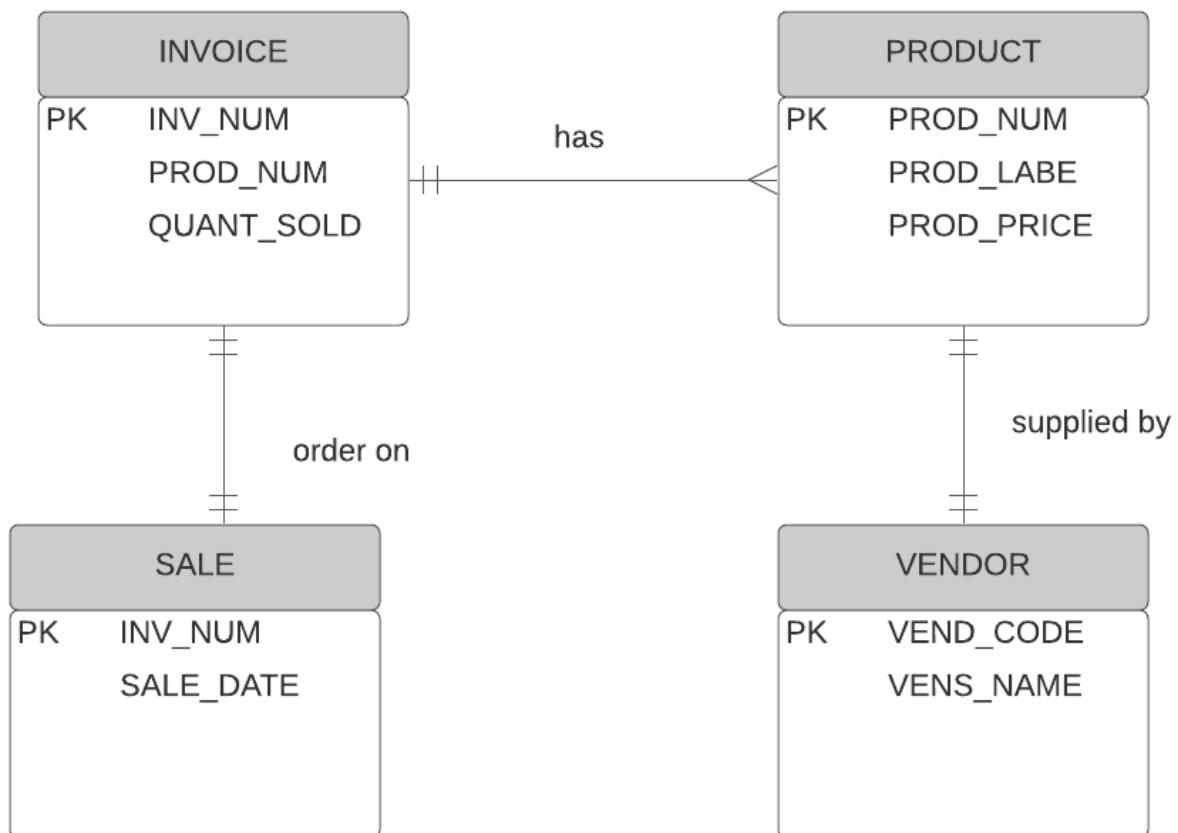 INVOICE
PK INV_NUM
PROD_NUM
QUANT_SOLD
has
PRODUCT
PK PROD_NUM
PROD_LABE
PROD_PRICE
order on
supplied by
SALE
PK INV_NUM
SALE_DATE
VENDOR
PK VEND_CODE
VENS_NAME